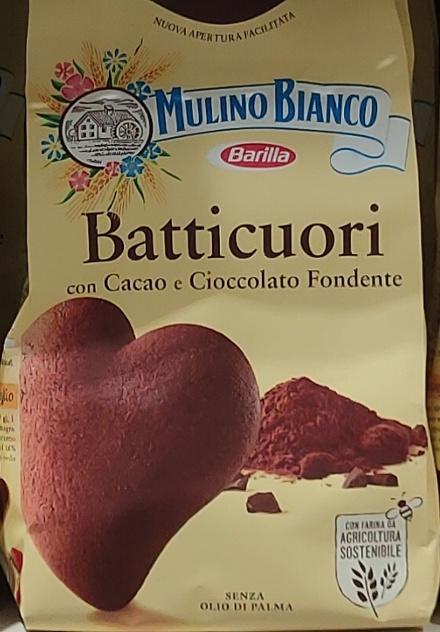 NUOVA APERTURA FACILITATA
MULINO BIANCO
Barilla
Batticuori
con Cacao e Cioccolato Fondente
CON FARINA DA
AGRICOLTURA
SOSTENIBILE
SENZA
OLIO DI PALMA